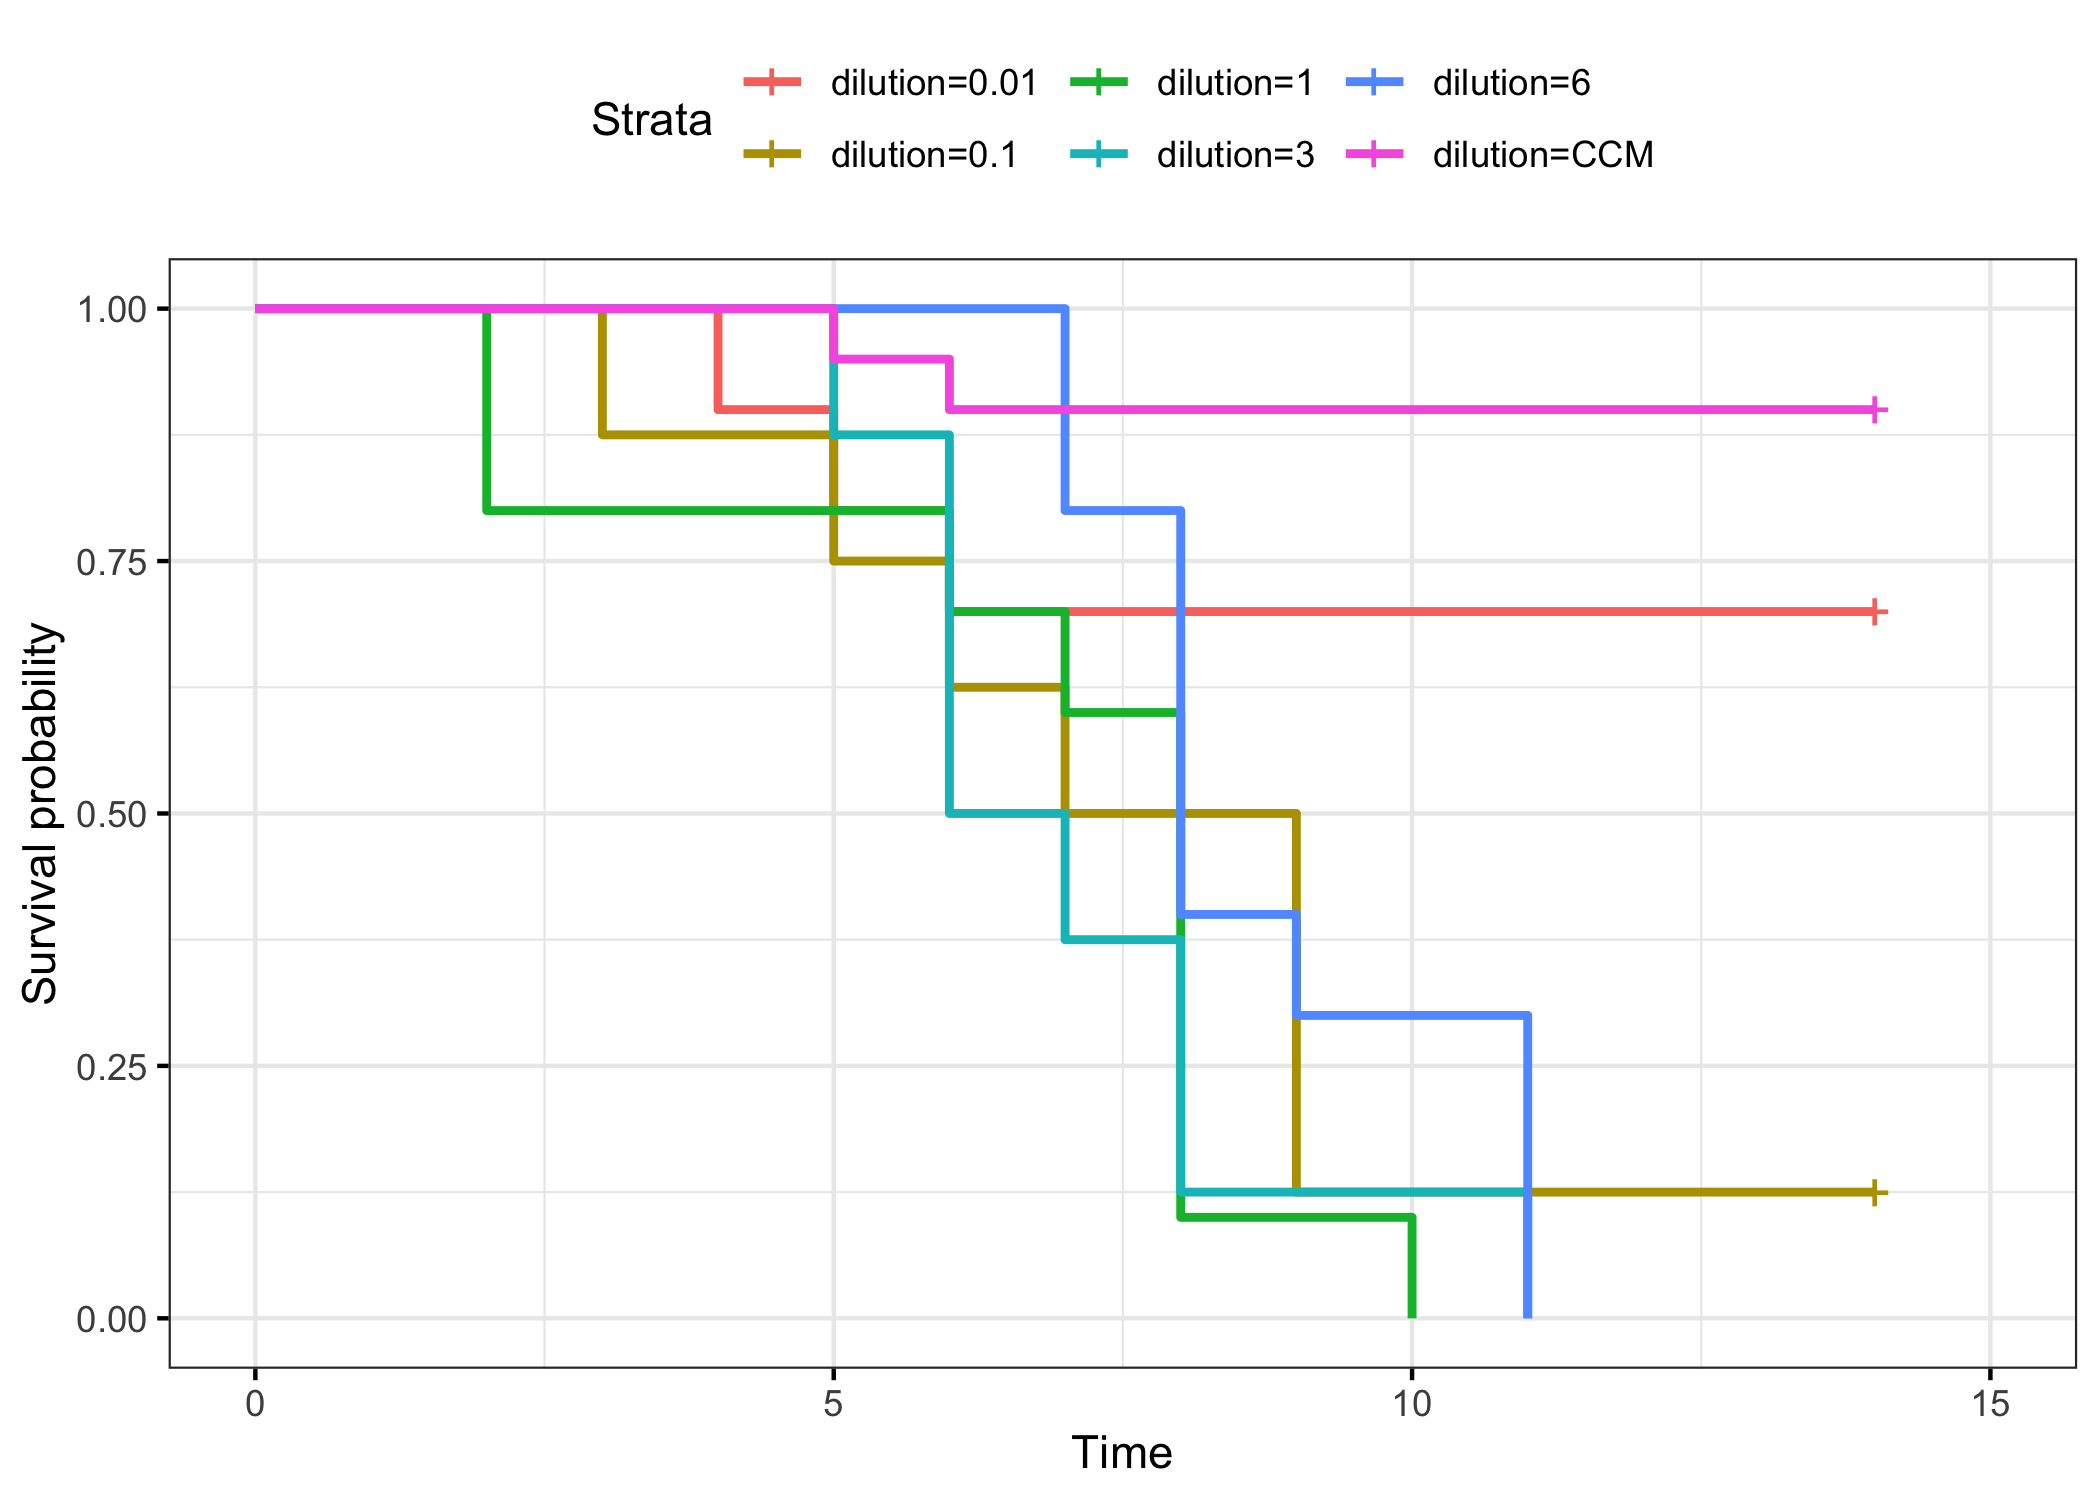 Strata
dilution=0.01 dilution=1 dilution=6
dilution=0.1 dilution=3 dilution=CCM
Survival probability
1.00
0.75
0.50
0.25
0.00
0 5 10 15
Time